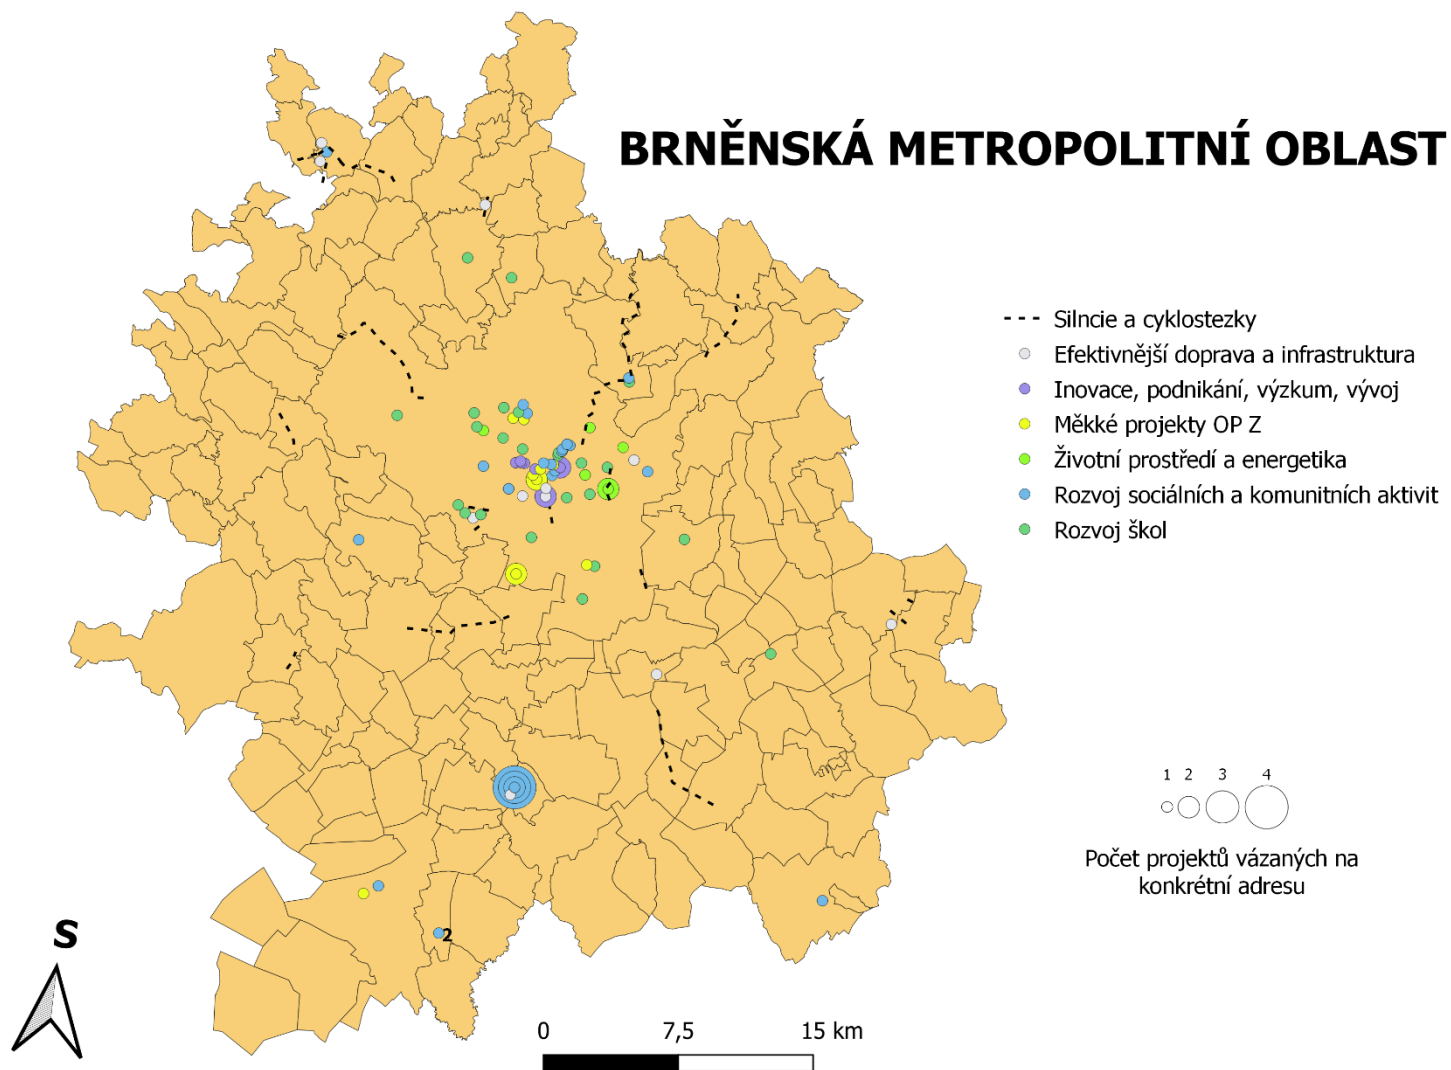 BRNĚNSKÁ METROPOLITNÍ OBLAST
Silncie a cyklostezky
Efektivnější doprava a infrastruktura
Inovace, podnikání, výzkum, vývoj
Měkké projekty OP Z
Životní prostředí a energetika
Rozvoj sociálních a komunitních aktivit
Rozvoj škol
1 2 3 4
Počet projektů vázaných na
konkrétní adresu
2
S
0 7,5 15 km